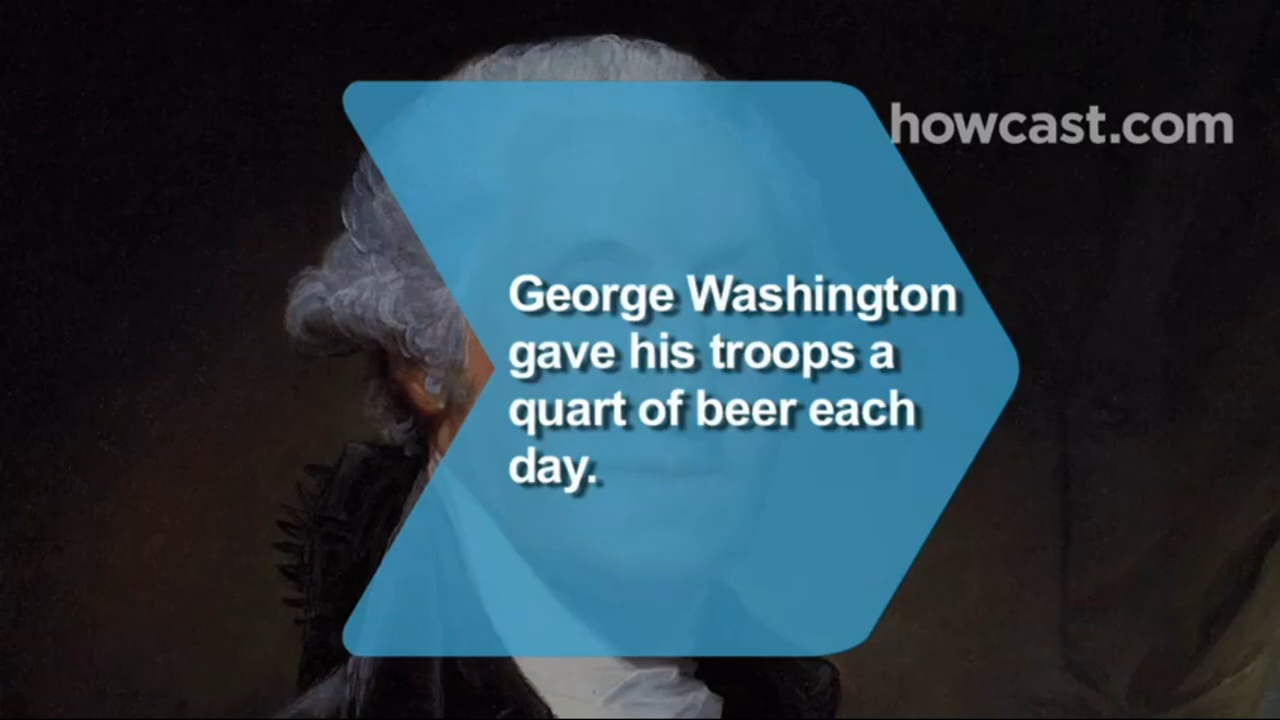 howcast.com
George Washington
gave his troops a
quart of beer each
day.